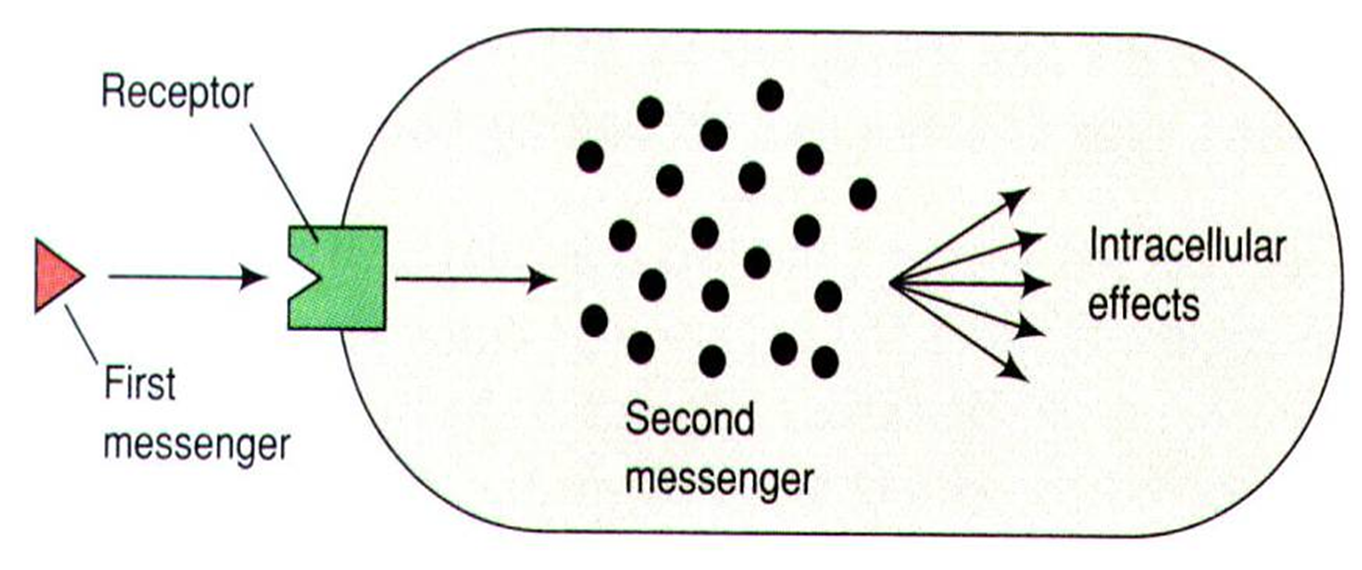 Receptor
First
messenger
Second
messenger
Intracellular
effects